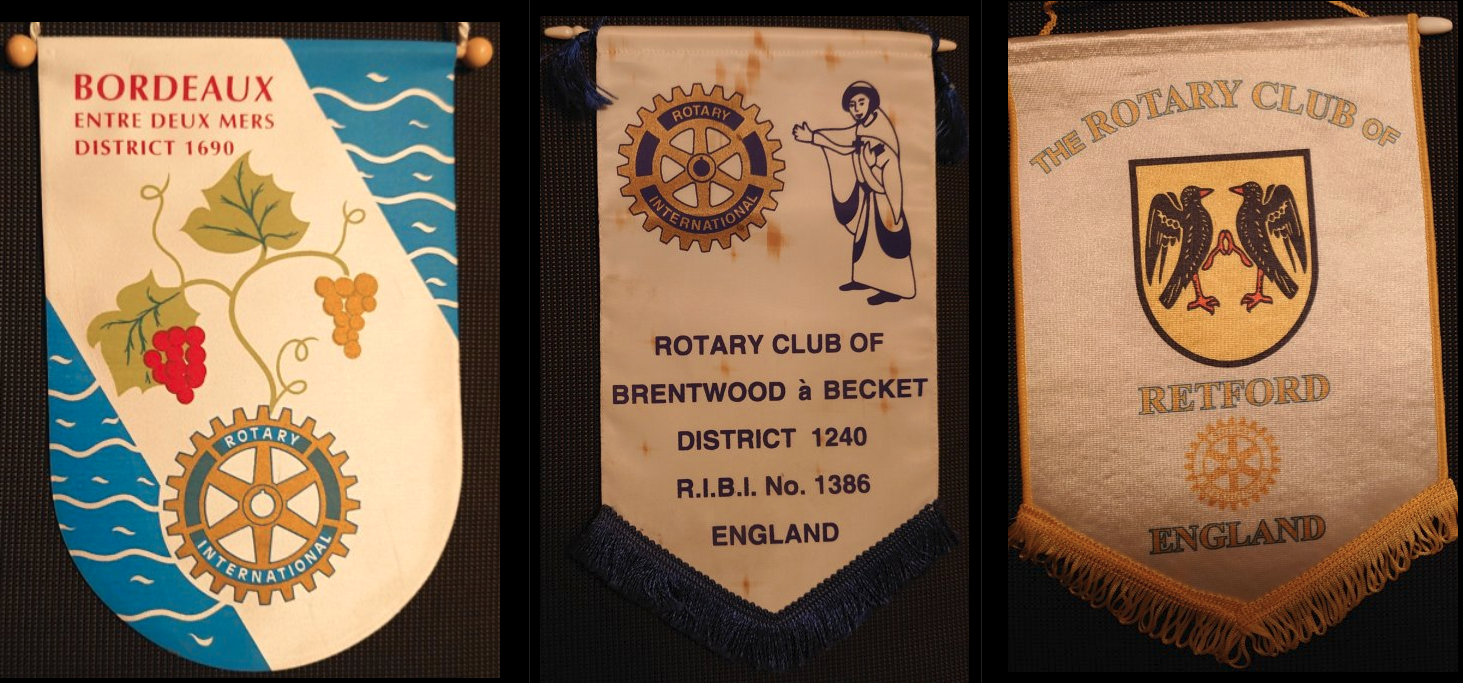 BORDEAUX
ENTRE DEUX MERS
DISTRICT 1690
ROTARY
INTERNATIONAL
ROTARY
INTERNATIONAL
ROTARY CLUB OF
BRENTWOOD à BECKET
DISTRICT 1240
R.I.B.I. No. 1386
ENGLAND
THE ROTARY CLUB OF
RETFORD
ENGLAND